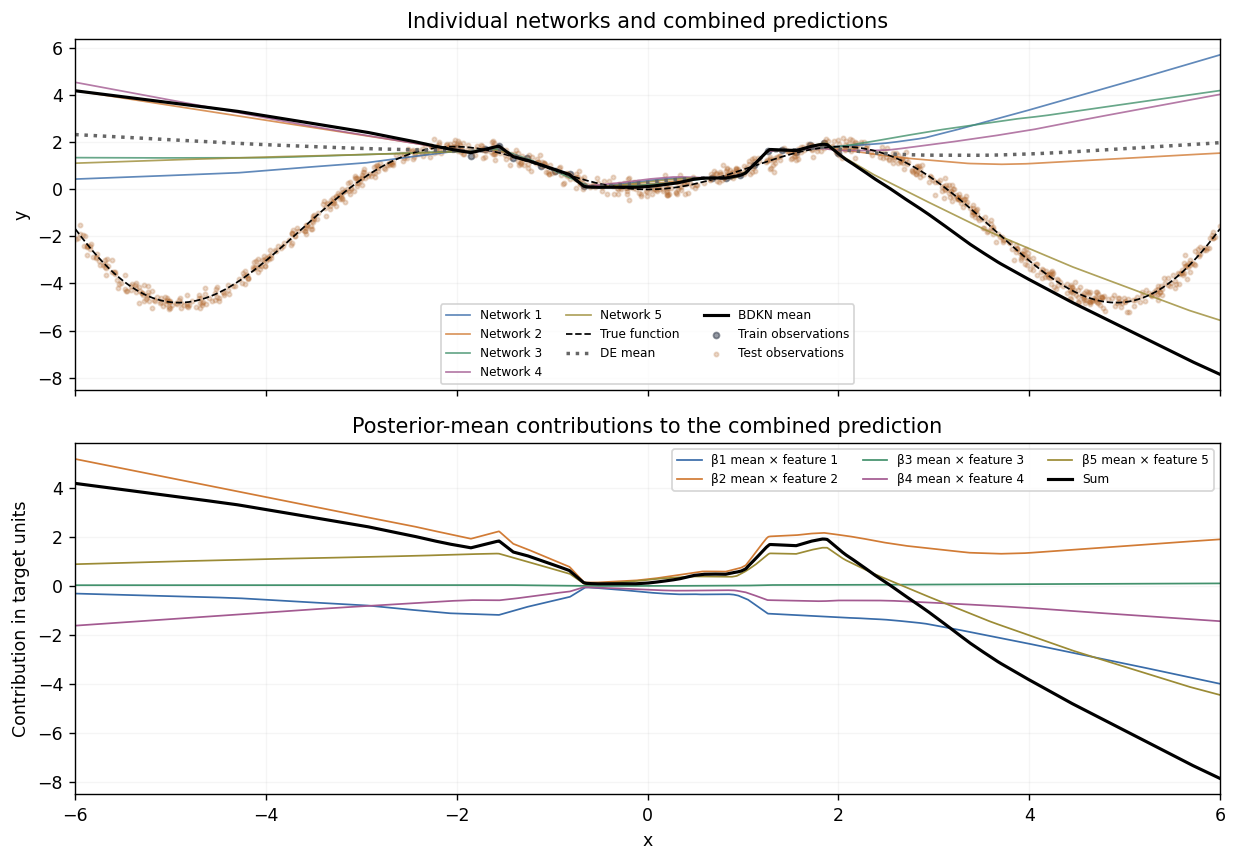 Individual networks and combined predictions
6
4
2
0
−2
−4
−6
−8
y
Network 1
Network 2
Network 3
Network 4
Network 5
True function
DE mean
BDKN mean
Train observations
Test observations
Posterior-mean contributions to the combined prediction
β1 mean × feature 1
β2 mean × feature 2
β3 mean × feature 3
β4 mean × feature 4
β5 mean × feature 5
Sum
4
2
0
−2
−4
−6
−8
Contribution in target units
−6 −4 −2 0 2 4 6
x